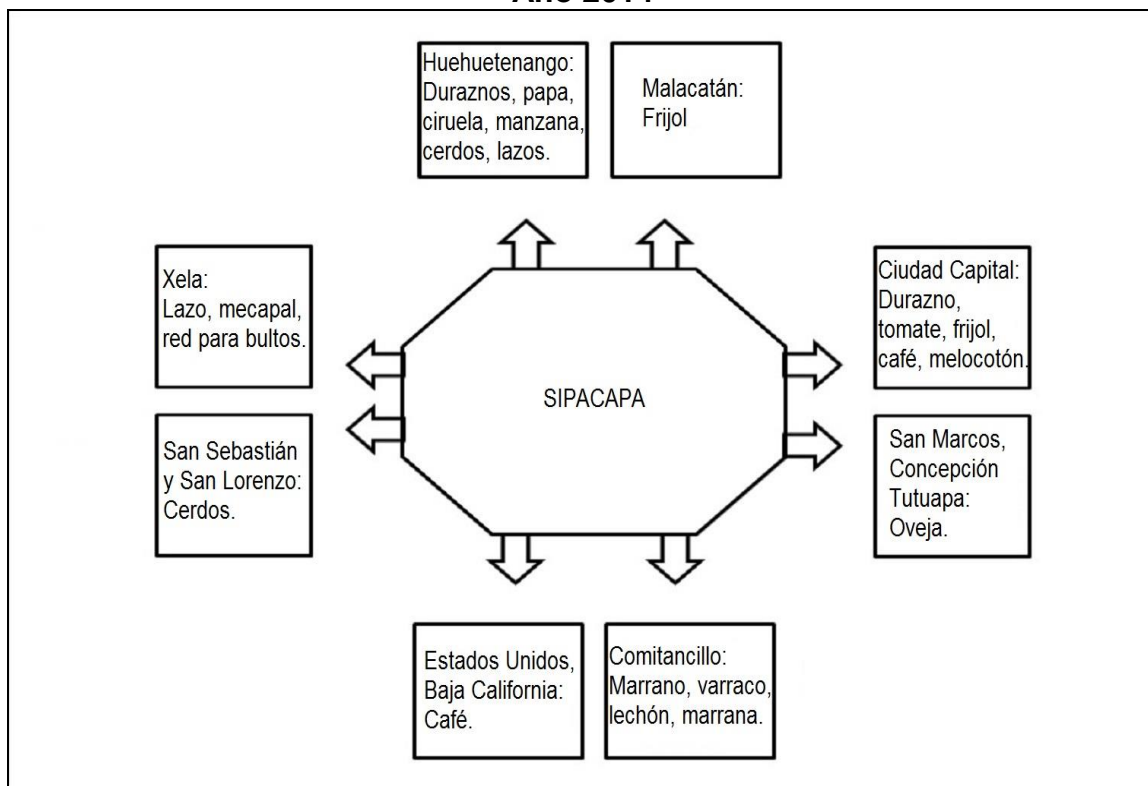 Huehuetenango:
Duraznos, papa,
ciruela, manzana,
cerdos, lazos.
Malacatán:
Frijol
Xela:
Lazo, mecapal,
red para bultos.
Ciudad Capital:
Durazno,
tomate, frijol,
café, melocotón.
SIPACAPA
San Sebastián
y San Lorenzo:
Cerdos.
San Marcos,
Concepción
Tutuapa:
Oveja.
Estados Unidos,
Baja California:
Café.
Comitancillo:
Marrano, varraco,
lechón, marrana.